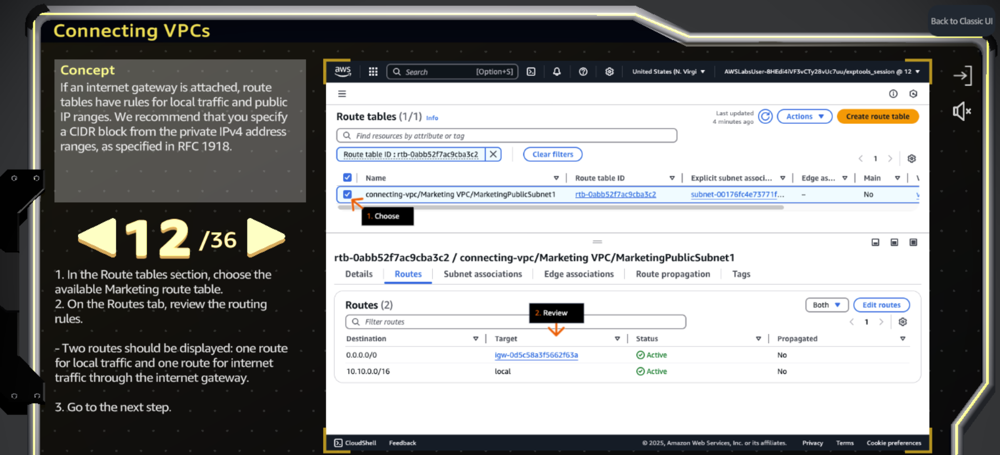 Back to Classic UI
Connecting VPCs
Concept
If an internet gateway is attached, route
tables have rules for local traffic and public
IP ranges. We recommend that you specify
a CIDR block from the private IPv4 address
ranges, as specified in RFC 1918.
12 /36
1. In the Route tables section, choose the
available Marketing route table.
2. On the Routes tab, review the routing
rules.
- Two routes should be displayed: one route
for local traffic and one route for internet
traffic through the internet gateway.
3. Go to the next step.
aws Search [Option+S] United States (N. Virgi AWSLabsUser-8HEdi4iVF3vCTy28vUc7uu/exptools_session @ 12
Route tables (1/1) Info
Last updated
4 minutes ago
Actions
Create route table
Find resources by attribute or tag
Route table ID : rtb-0abb52f7ac9cba3c2
Clear filters
1
Name Route table ID Explicit subnet associ... Edge as... Main V
connecting-vpc/Marketing VPC/MarketingPublicSubnet1 rtb-0abb52f7ac9cba3c2 subnet-00176fc4e73771f... – No v
1. Choose
rtb-0abb52f7ac9cba3c2 / connecting-vpc/Marketing VPC/MarketingPublicSubnet1
Details Routes Subnet associations Edge associations Route propagation Tags
Routes (2)
Both
Edit routes
2. Review
Filter routes
1
Destination Target Status Propagated
0.0.0.0/0 igw-0d5c58a3f5662f63a Active No
10.10.0.0/16 local Active No
CloudShell Feedback © 2025, Amazon Web Services, Inc. or its affiliates. Privacy Terms Cookie preferences